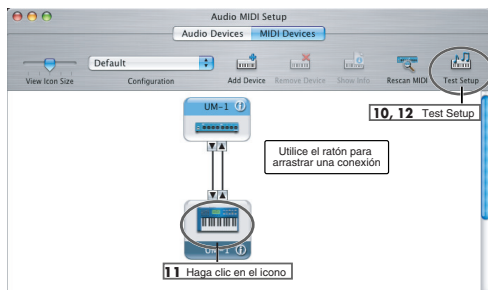 Audio MIDI Setup
Audio Devices MIDI Devices
Default
View Icon Size Configuration Add Device Remove Device Show Info Rescan MIDI Test Setup
UM-1
10, 12 Test Setup
Utilice el ratón para
arrastrar una conexión
UM-1
11 Haga clic en el icono